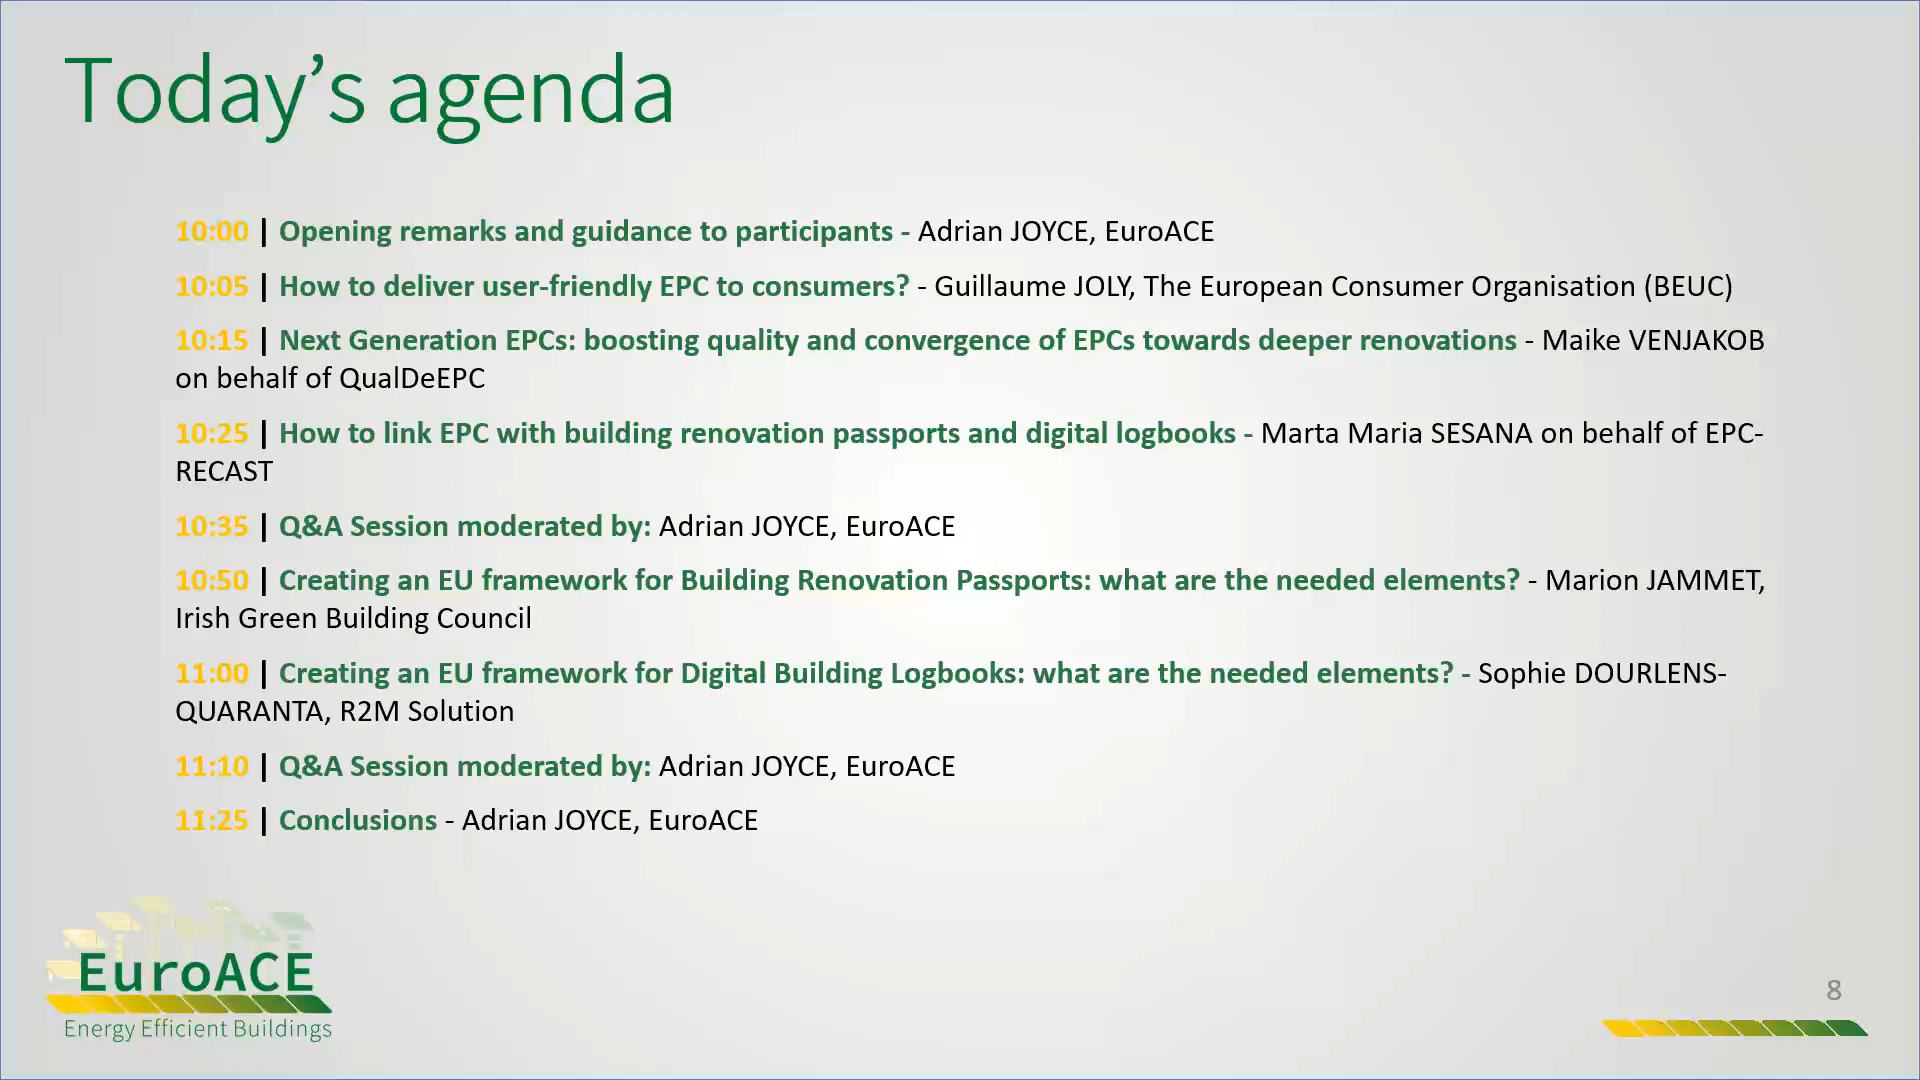 Today’s agenda
10:00 | Opening remarks and guidance to participants - Adrian JOYCE, EuroACE
10:05 | How to deliver user-friendly EPC to consumers? - Guillaume JOLY, The European Consumer Organisation (BEUC)
10:15 | Next Generation EPCs: boosting quality and convergence of EPCs towards deeper renovations - Maike VENJAKOB
on behalf of QualDeEPC
10:25 | How to link EPC with building renovation passports and digital logbooks - Marta Maria SESANA on behalf of EPC-
RECAST
10:35 | Q&A Session moderated by: Adrian JOYCE, EuroACE
10:50 | Creating an EU framework for Building Renovation Passports: what are the needed elements? - Marion JAMMET,
Irish Green Building Council
11:00 | Creating an EU framework for Digital Building Logbooks: what are the needed elements? - Sophie DOURLENS-
QUARANTA, R2M Solution
11:10 | Q&A Session moderated by: Adrian JOYCE, EuroACE
11:25 | Conclusions - Adrian JOYCE, EuroACE
EuroACE
Energy Efficient Buildings
8